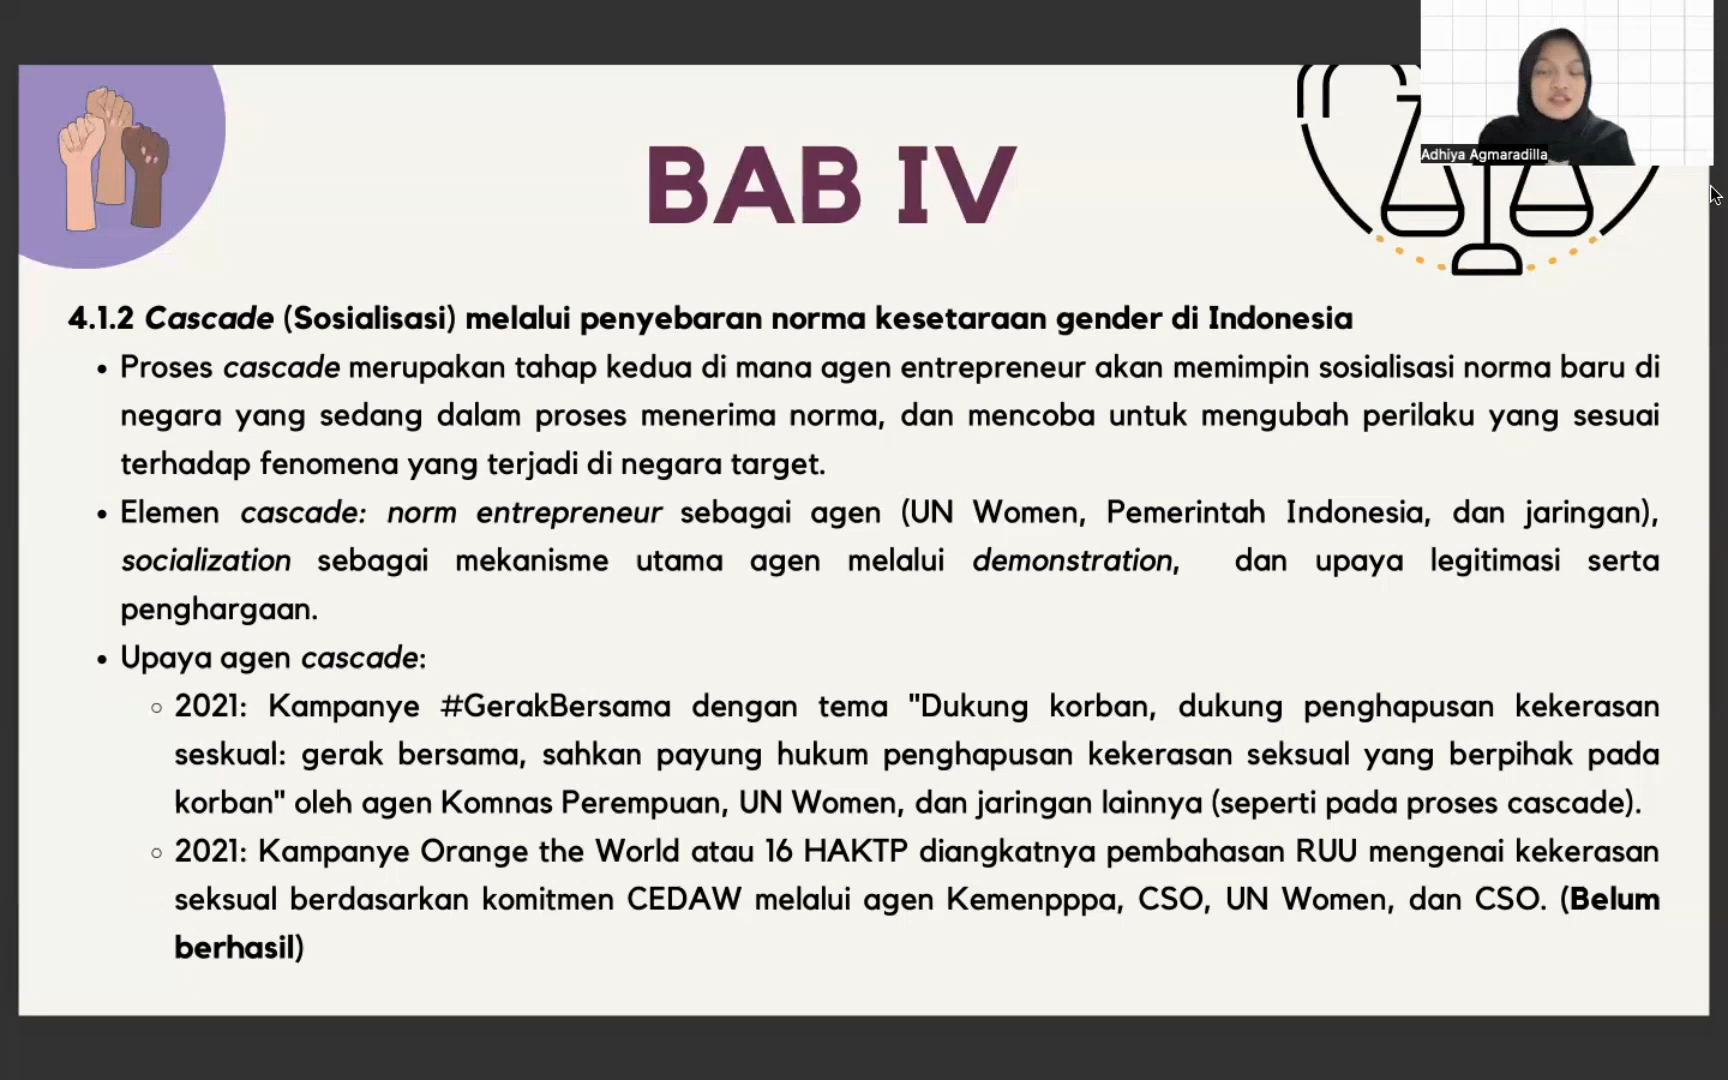 Adhiya Agmaradilla
BAB IV
4.1.2 Cascade (Sosialisasi) melalui penyebaran norma kesetaraan gender di Indonesia
• Proses cascade merupakan tahap kedua di mana agen entrepreneur akan memimpin sosialisasi norma baru di
negara yang sedang dalam proses menerima norma, dan mencoba untuk mengubah perilaku yang sesuai
terhadap fenomena yang terjadi di negara target.
• Elemen cascade: norm entrepreneur sebagai agen (UN Women, Pemerintah Indonesia, dan jaringan),
socialization sebagai mekanisme utama agen melalui demonstration, dan upaya legitimasi serta
penghargaan.
• Upaya agen cascade:
◦ 2021: Kampanye #GerakBersama dengan tema "Dukung korban, dukung penghapusan kekerasan
seskual: gerak bersama, sahkan payung hukum penghapusan kekerasan seksual yang berpihak pada
korban" oleh agen Komnas Perempuan, UN Women, dan jaringan lainnya (seperti pada proses cascade).
◦ 2021: Kampanye Orange the World atau 16 HAKTP diangkatnya pembahasan RUU mengenai kekerasan
seksual berdasarkan komitmen CEDAW melalui agen Kemenpppa, CSO, UN Women, dan CSO. (Belum
berhasil)